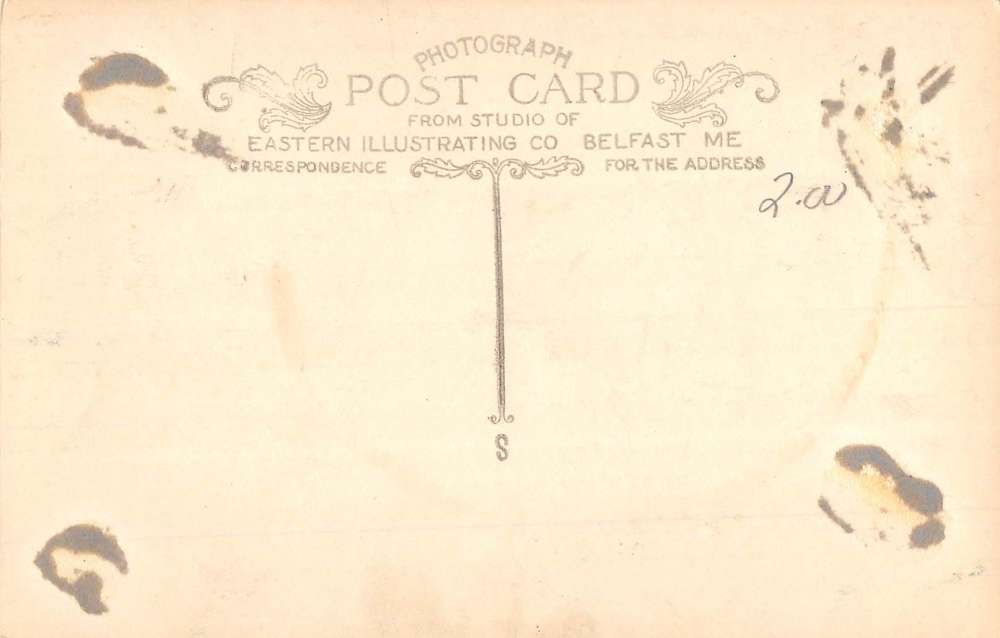 PHOTOGRAPH
POST CARD
FROM STUDIO OF
EASTERN ILLUSTRATING CO BELFAST ME
CORRESPONDENCE FOR THE ADDRESS
2.00
S